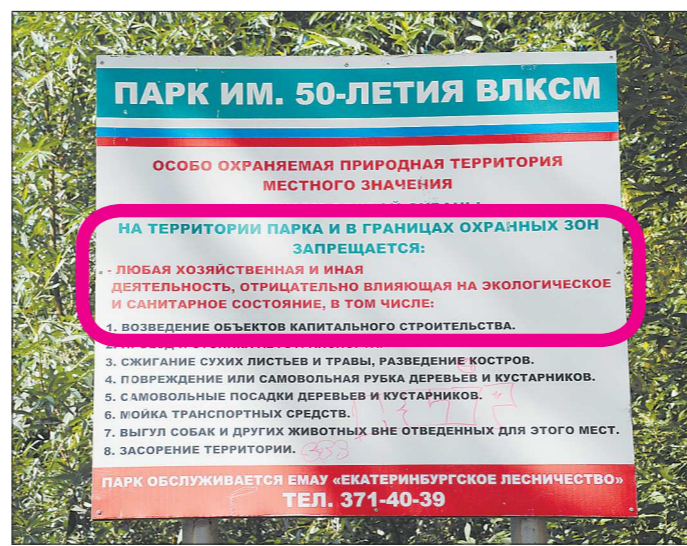 ПАРК ИМ. 50-ЛЕТИЯ ВЛКСМ
ОСОБО ОХРАНЯЕМАЯ ПРИРОДНАЯ ТЕРРИТОРИЯ
МЕСТНОГО ЗНАЧЕНИЯ
НА ТЕРРИТОРИИ ПАРКА И В ГРАНИЦАХ ОХРАННЫХ ЗОН
ЗАПРЕЩАЕТСЯ:
- ЛЮБАЯ ХОЗЯЙСТВЕННАЯ И ИНАЯ
ДЕЯТЕЛЬНОСТЬ, ОТРИЦАТЕЛЬНО ВЛИЯЮЩАЯ НА ЭКОЛОГИЧЕСКОЕ
И САНИТАРНОЕ СОСТОЯНИЕ, В ТОМ ЧИСЛЕ:
1. ВОЗВЕДЕНИЕ ОБЪЕКТОВ КАПИТАЛЬНОГО СТРОИТЕЛЬСТВА.
3. СЖИГАНИЕ СУХИХ ЛИСТЬЕВ И ТРАВЫ, РАЗВЕДЕНИЕ КОСТРОВ.
4. ПОВРЕЖДЕНИЕ ИЛИ САМОВОЛЬНАЯ РУБКА ДЕРЕВЬЕВ И КУСТАРНИКОВ.
5. САМОВОЛЬНЫЕ ПОСАДКИ ДЕРЕВЬЕВ И КУСТАРНИКОВ.
6. МОЙКА ТРАНСПОРТНЫХ СРЕДСТВ.
7. ВЫГУЛ СОБАК И ДРУГИХ ЖИВОТНЫХ ВНЕ ОТВЕДЕННЫХ ДЛЯ ЭТОГО МЕСТ.
8. ЗАСОРЕНИЕ ТЕРРИТОРИИ.
ПАРК ОБСЛУЖИВАЕТСЯ ЕМАУ «ЕКАТЕРИНБУРГСКОЕ ЛЕСНИЧЕСТВО»
ТЕЛ. 371-40-39